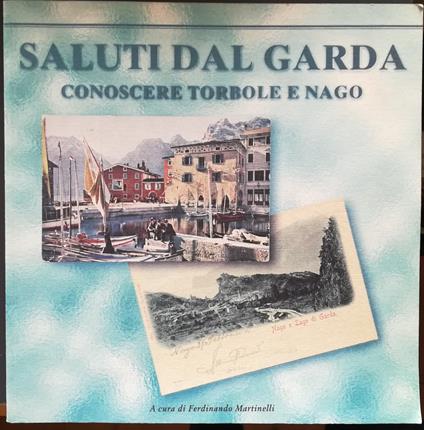 SALUTI DAL GARDA
CONOSCERE TORBOLE E NAGO
Nago e Lago di Garda.
A cura di Ferdinando Martinelli